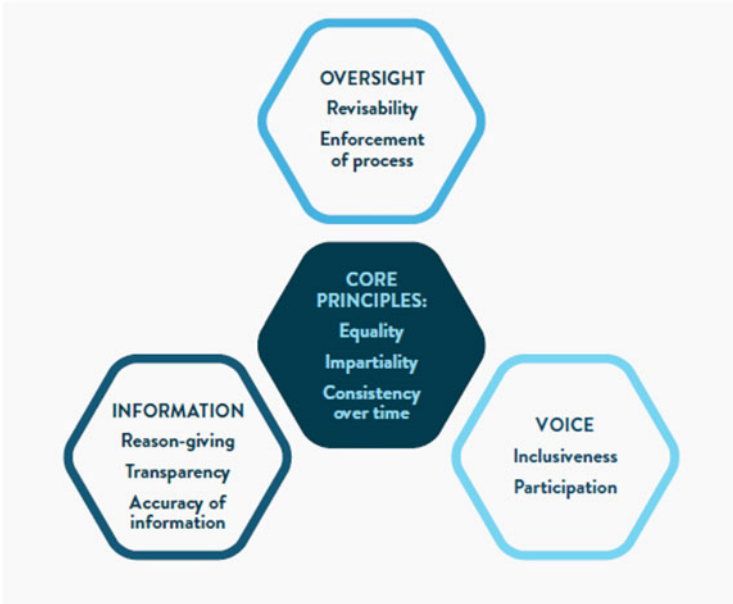 OVERSIGHT
Revisability
Enforcement
of process
CORE
PRINCIPLES:
Equality
Impartiality
Consistency
over time
INFORMATION
Reason-giving
Transparency
Accuracy of
information
VOICE
Inclusiveness
Participation